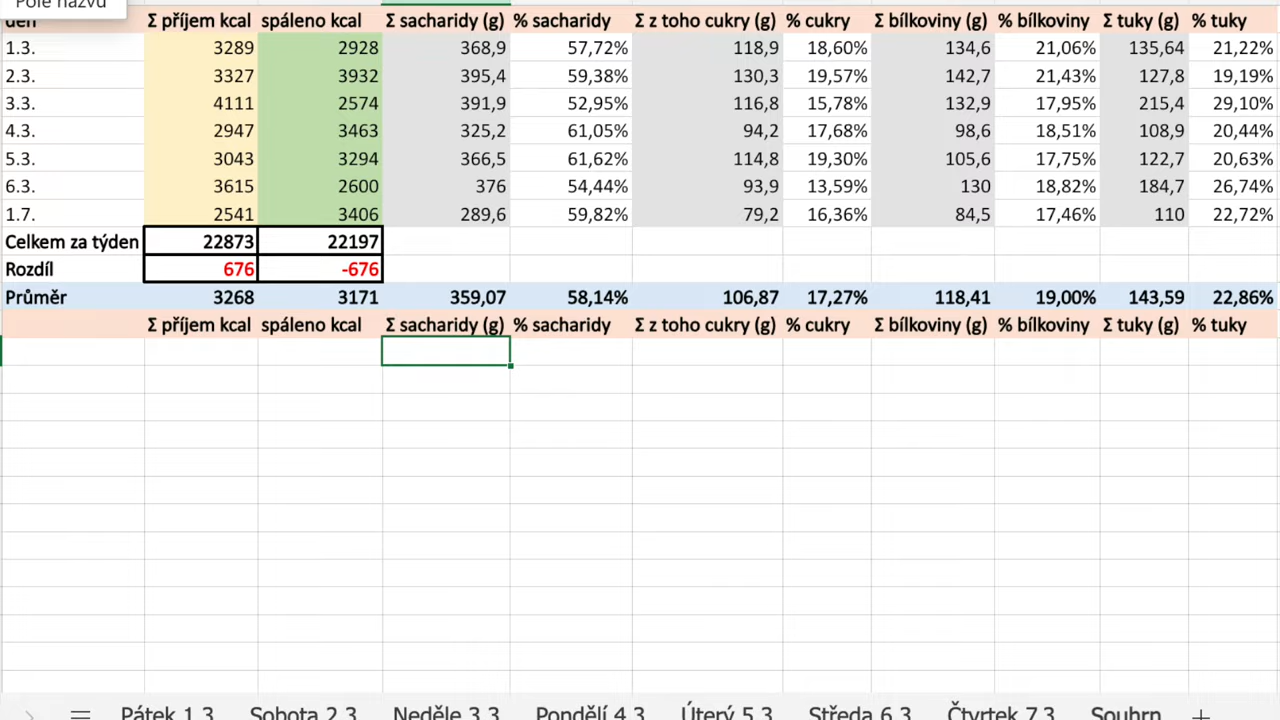 Pole názvu
den Σ příjem kcal spáleno kcal Σ sacharidy (g) % sacharidy Σ z toho cukry (g) % cukry Σ bílkoviny (g) % bílkoviny Σ tuky (g) % tuky
1.3. 3289 2928 368,9 57,72% 118,9 18,60% 134,6 21,06% 135,64 21,22%
2.3. 3327 3932 395,4 59,38% 130,3 19,57% 142,7 21,43% 127,8 19,19%
3.3. 4111 2574 391,9 52,95% 116,8 15,78% 132,9 17,95% 215,4 29,10%
4.3. 2947 3463 325,2 61,05% 94,2 17,68% 98,6 18,51% 108,9 20,44%
5.3. 3043 3294 366,5 61,62% 114,8 19,30% 105,6 17,75% 122,7 20,63%
6.3. 3615 2600 376 54,44% 93,9 13,59% 130 18,82% 184,7 26,74%
1.7. 2541 3406 289,6 59,82% 79,2 16,36% 84,5 17,46% 110 22,72%
Celkem za týden 22873 22197
Rozdíl 676 -676
Průměr 3268 3171 359,07 58,14% 106,87 17,27% 118,41 19,00% 143,59 22,86%
Σ příjem kcal spáleno kcal Σ sacharidy (g) % sacharidy Σ z toho cukry (g) % cukry Σ bílkoviny (g) % bílkoviny Σ tuky (g) % tuky
Pátek 1.3. Sobota 2.3. Neděle 3.3. Pondělí 4.3. Úterý 5.3. Středa 6.3. Čtvrtek 7.3. Souhrn